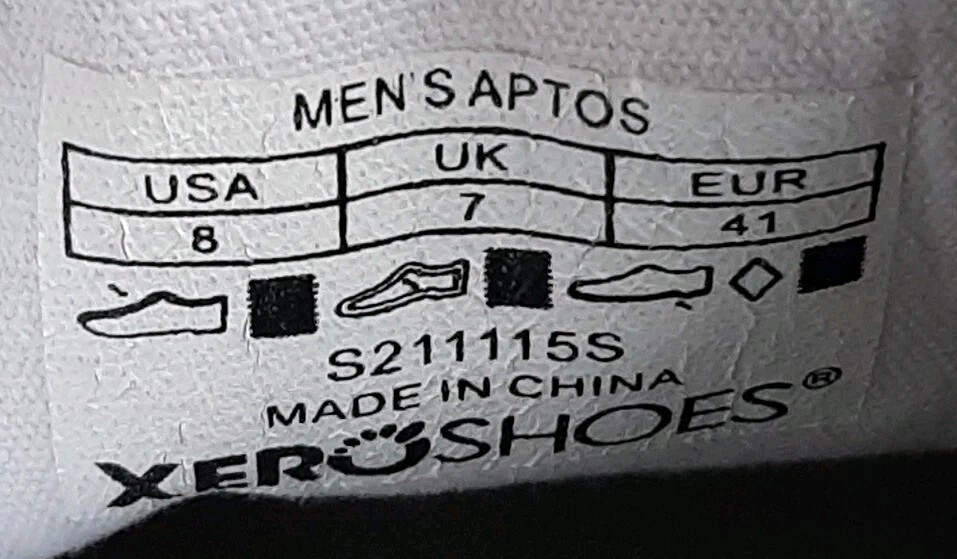 MEN'S APTOS
USA UK EUR
8 7 41
S211115S
MADE IN CHINA
XEROSHOES®